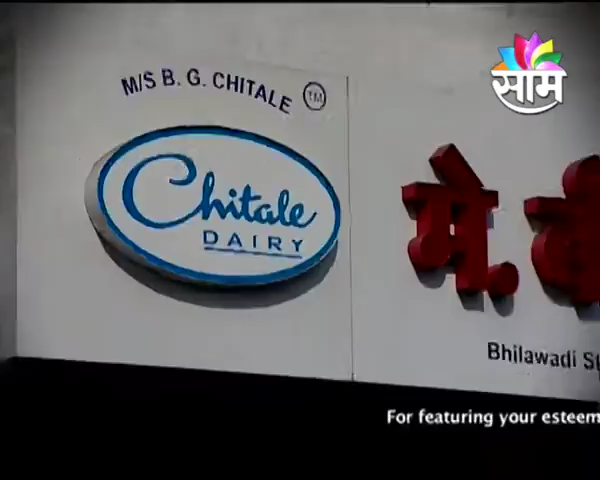 साम
M/S B. G. CHITALE TM
Chitale
DAIRY
मे.
Bhilawadi
For featuring your esteem